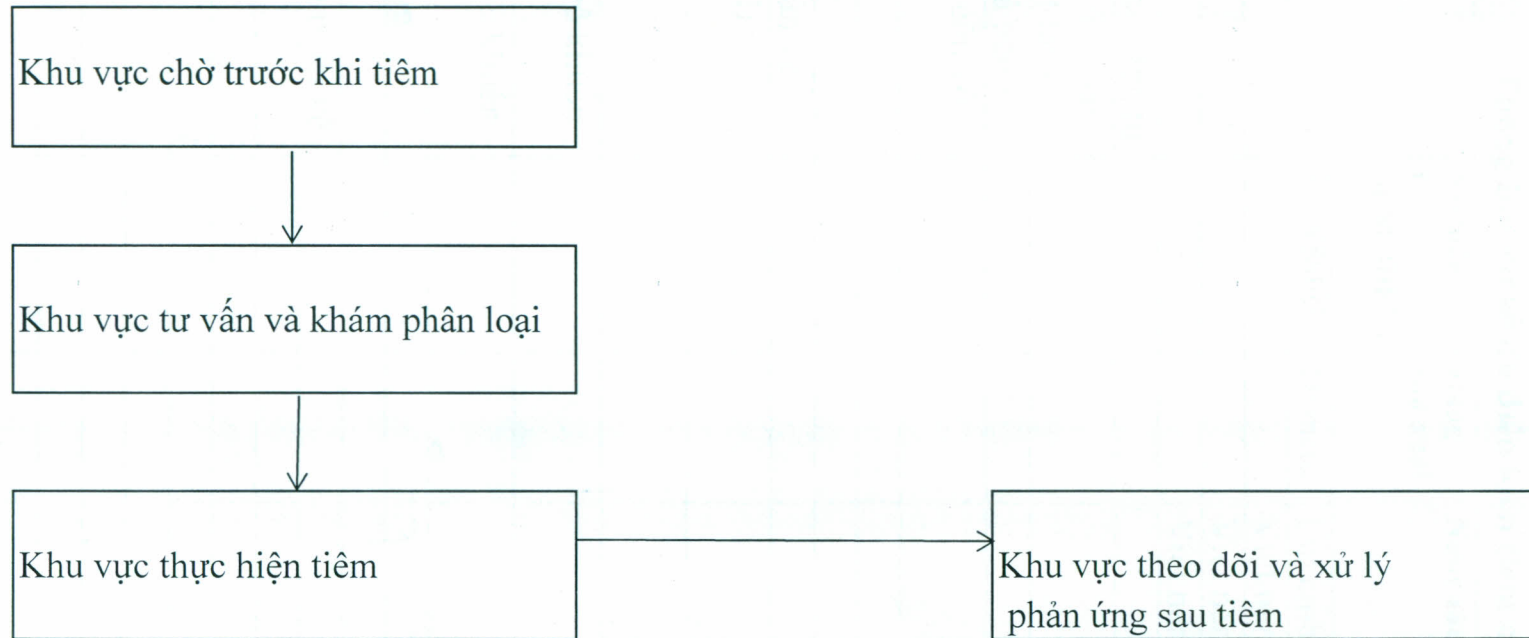 Khu vực chờ trước khi tiêm
Khu vực tư vấn và khám phân loại
Khu vực thực hiện tiêm
Khu vực theo dõi và xử lý
phản ứng sau tiêm